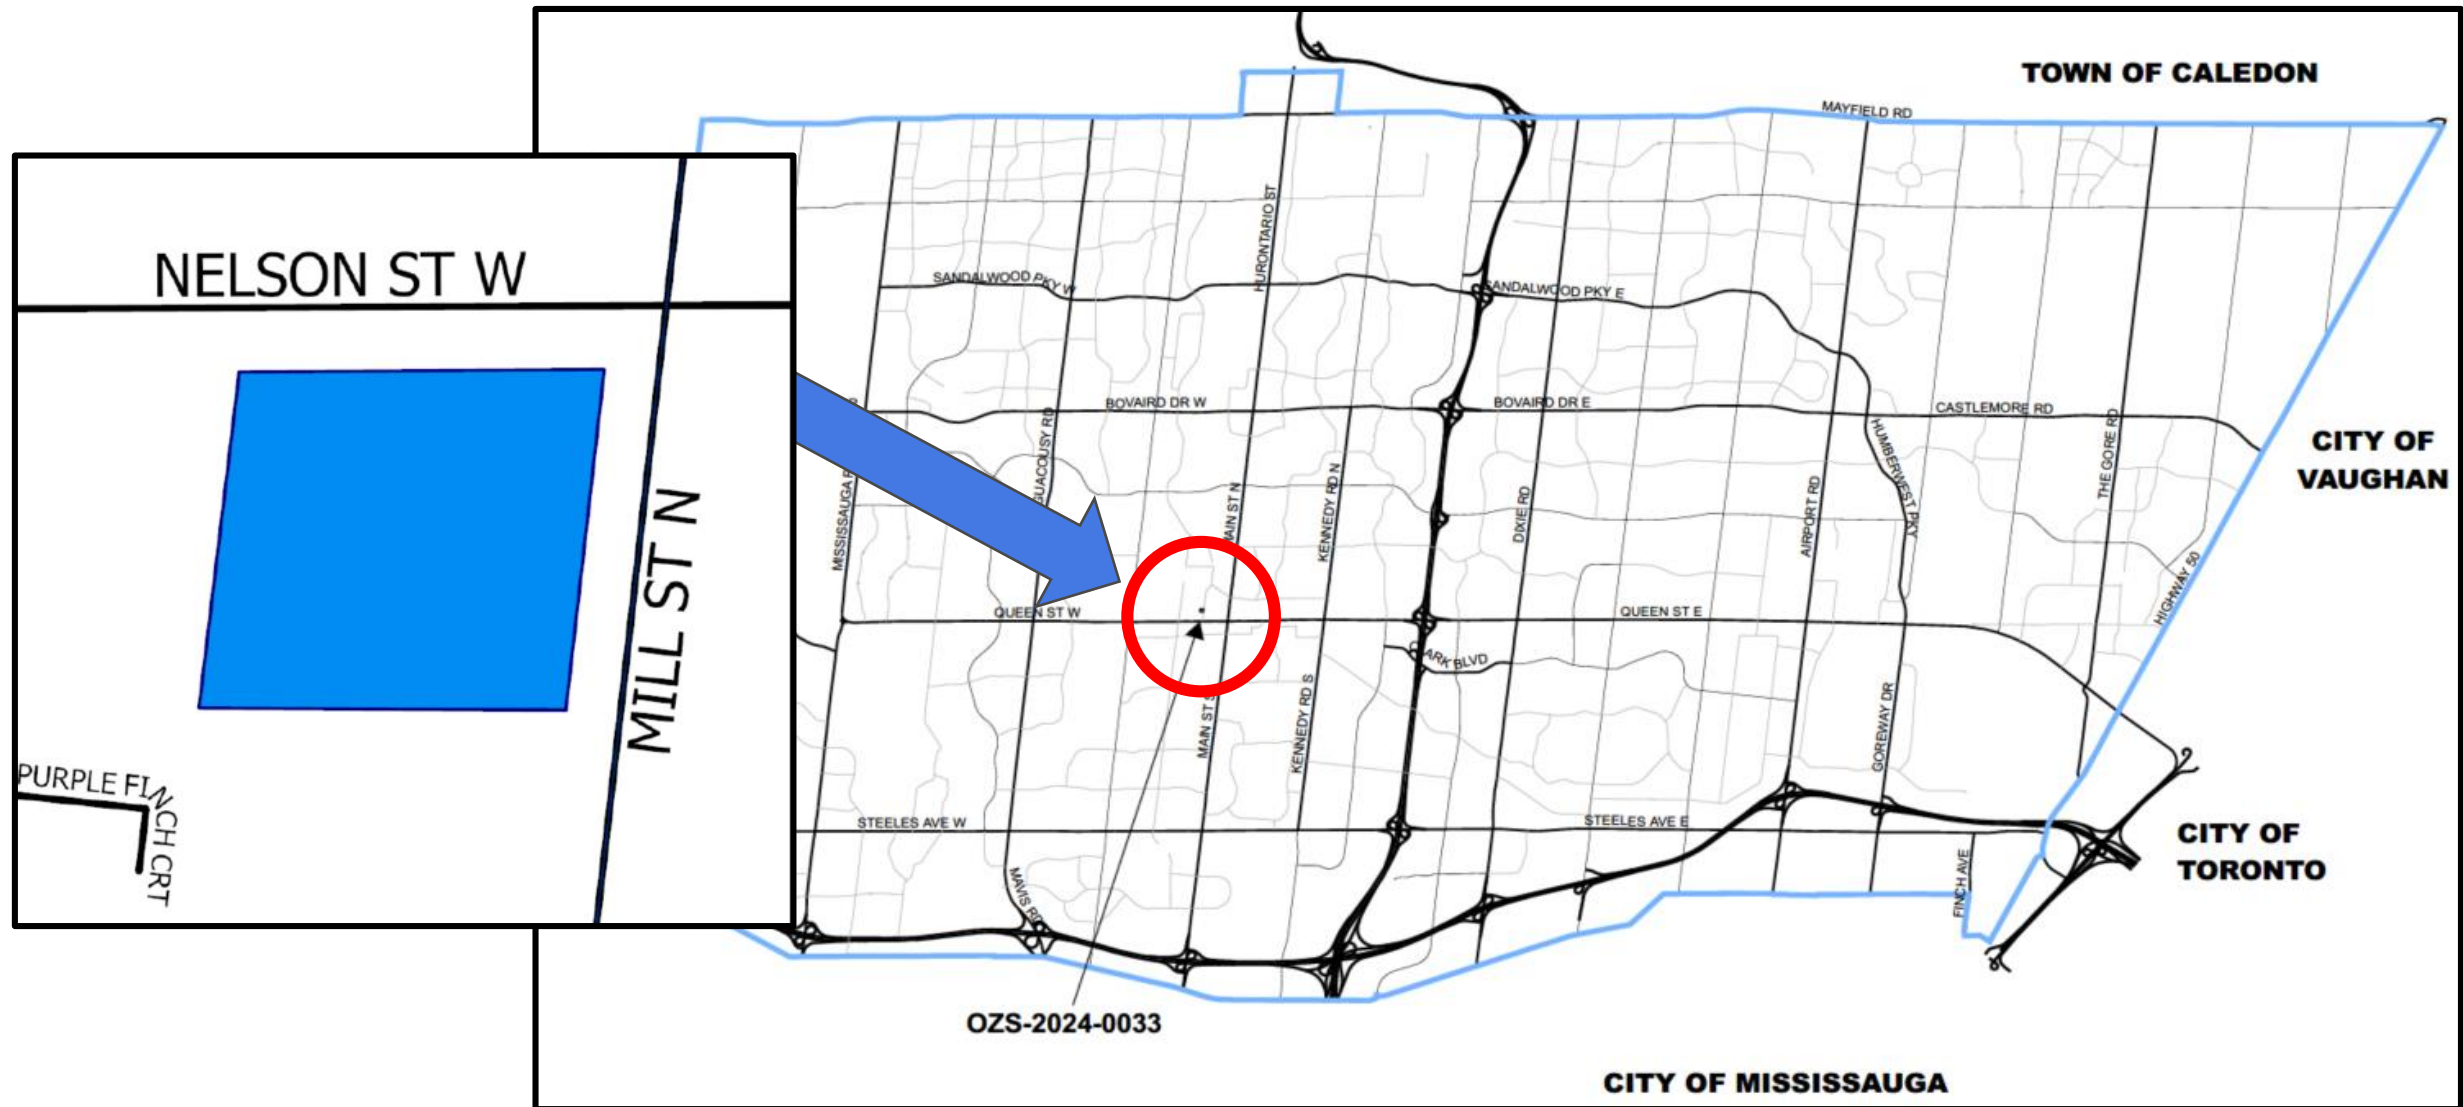 TOWN OF CALEDON
MAYFIELD RD
NELSON ST W
MILL ST N
PURPLE FINCH CRT
HURONTARIO ST
SANDALWOOD PKY W
SANDALWOOD PKY E
BOVAIRD DR W
BOVAIRD DR E
CASTLEMORE RD
CITY OF
VAUGHAN
MISSISSAUGA
MAIN ST N
KENNEDY RD N
DIXIE RD
AIRPORT RD
HUMBERWEST PKY
THE GORE RD
HIGHWAY 50
QUEEN ST W
QUEEN ST E
CLARK BLVD
MAIN ST S
KENNEDY RD S
GOREWAY DR
STEELES AVE W
STEELES AVE E
MAVIS RD
FINCH AVE
CITY OF
TORONTO
OZS-2024-0033
CITY OF MISSISSAUGA